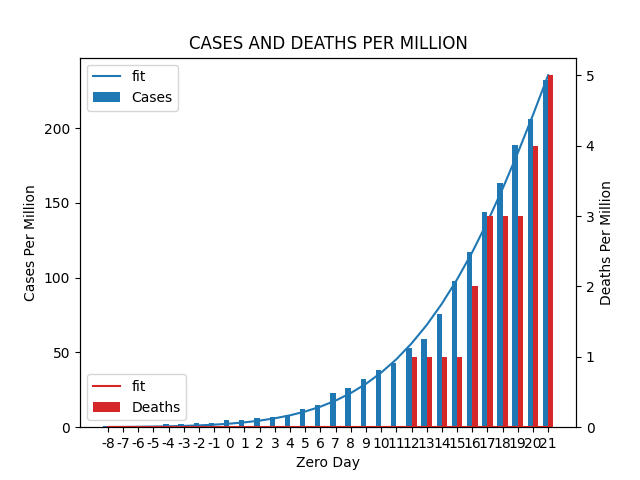 CASES AND DEATHS PER MILLION
fit
Cases
fit
Deaths
Cases Per Million
0
50
100
150
200
Deaths Per Million
0
1
2
3
4
5
-8 -7 -6 -5 -4 -3 -2 -1 0 1 2 3 4 5 6 7 8 9 10 11 12 13 14 15 16 17 18 19 20 21
Zero Day